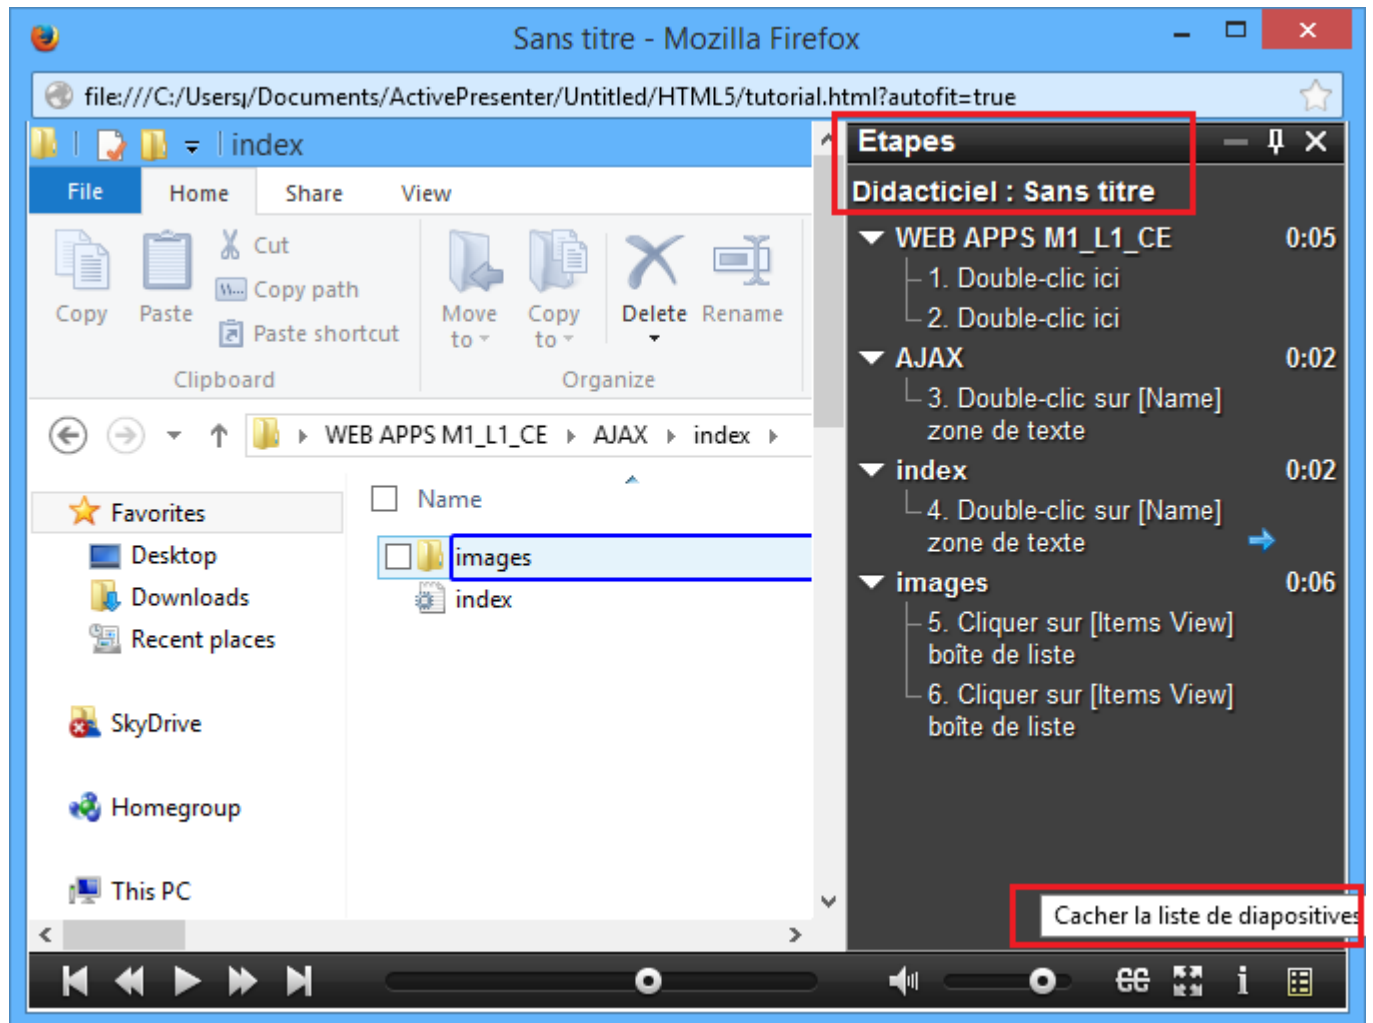 Sans titre - Mozilla Firefox
file:///C:/Users/Documents/ActivePresenter/Untitled/HTML5/tutorial.html?autofit=true
index
File Home Share View
Copy
Paste
Cut
Copy path
Paste shortcut
Move to
Copy to
Delete
Rename
Clipboard
Organize
WEB APPS M1_L1_CE AJAX index
Favorites
Desktop
Downloads
Recent places
SkyDrive
Homegroup
This PC
Name
images
index
Etapes
Didacticiel : Sans titre
WEB APPS M1_L1_CE 0:05
1. Double-clic ici
2. Double-clic ici
AJAX 0:02
3. Double-clic sur [Name]
zone de texte
index 0:02
4. Double-clic sur [Name]
zone de texte
images 0:06
5. Cliquer sur [Items View]
boîte de liste
6. Cliquer sur [Items View]
boîte de liste
Cacher la liste de diapositives